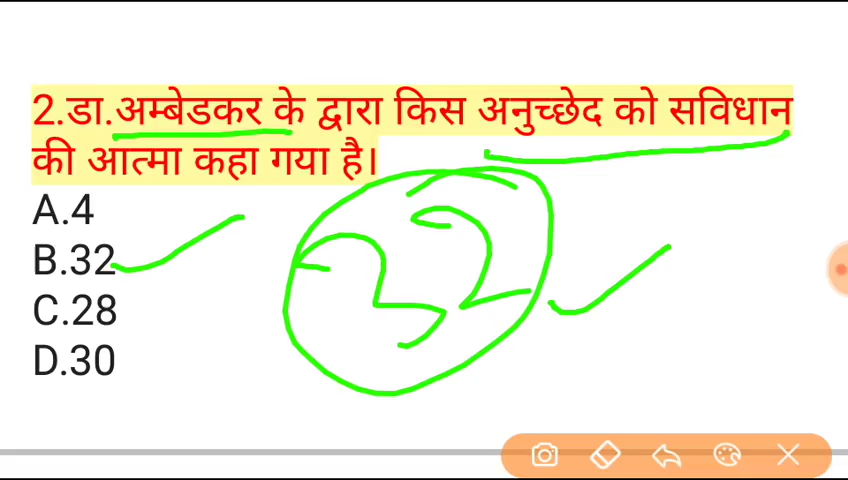 2.डा.अम्बेडकर के द्वारा किस अनुच्छेद को सविधान
की आत्मा कहा गया है।
A.4
B.32
32
C.28
D.30